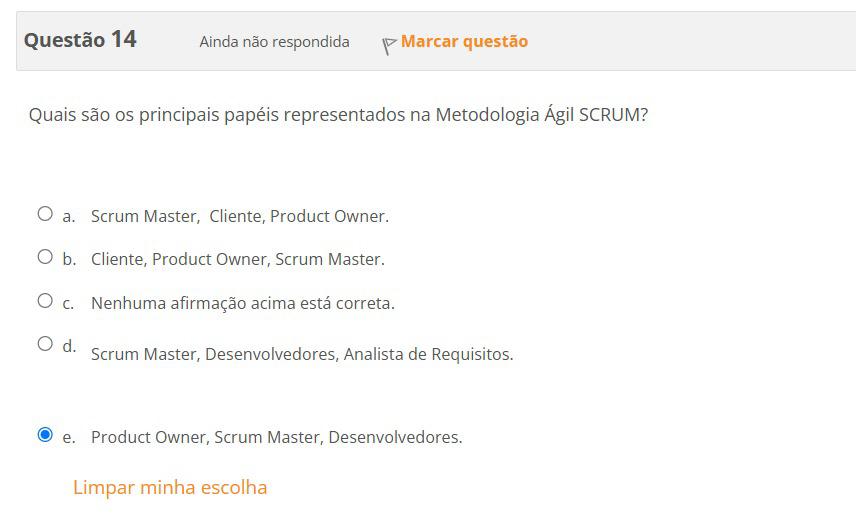 Questão 14 Ainda não respondida Marcar questão
Quais são os principais papéis representados na Metodologia Ágil SCRUM?
a. Scrum Master, Cliente, Product Owner.
b. Cliente, Product Owner, Scrum Master.
c. Nenhuma afirmação acima está correta.
d. Scrum Master, Desenvolvedores, Analista de Requisitos.
e. Product Owner, Scrum Master, Desenvolvedores.
Limpar minha escolha